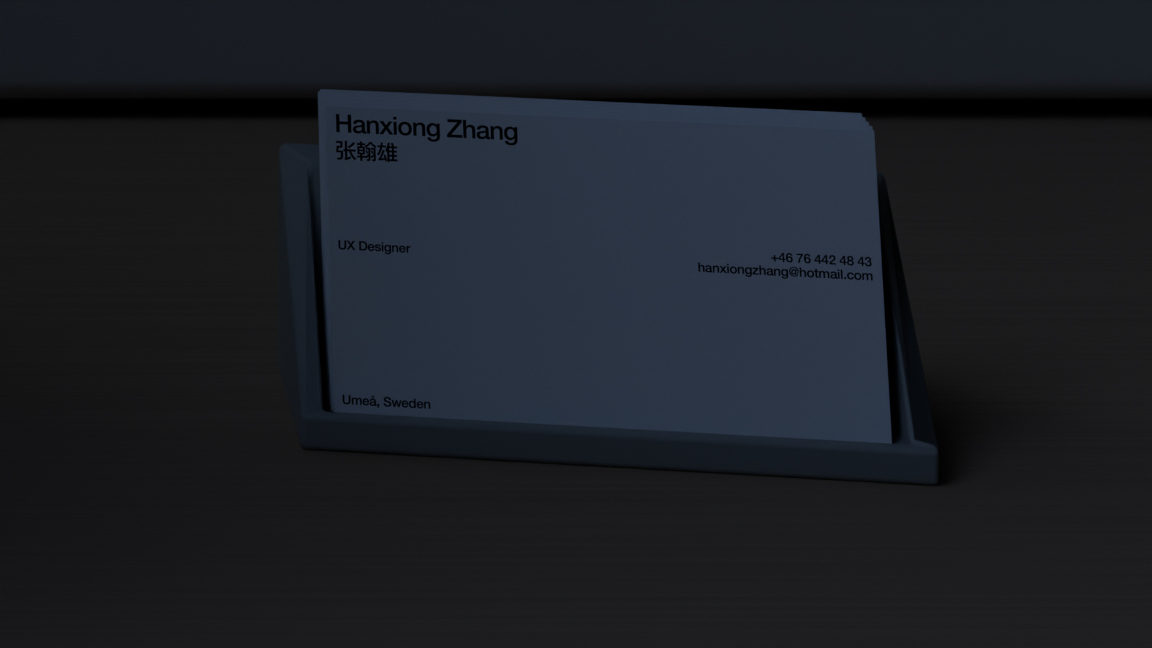 Hanxiong Zhang
张翰雄
UX Designer
+46 76 442 48 43
hanxiongzhang@hotmail.com
Umeå, Sweden